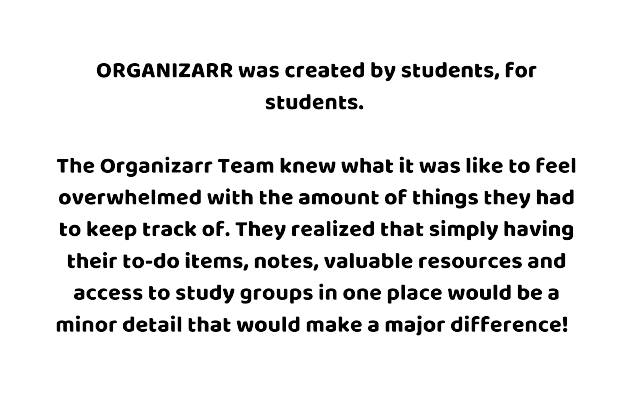 ORGANIZARR was created by students, for
students.
The Organizarr Team knew what it was like to feel
overwhelmed with the amount of things they had
to keep track of. They realized that simply having
their to-do items, notes, valuable resources and
access to study groups in one place would be a
minor detail that would make a major difference!